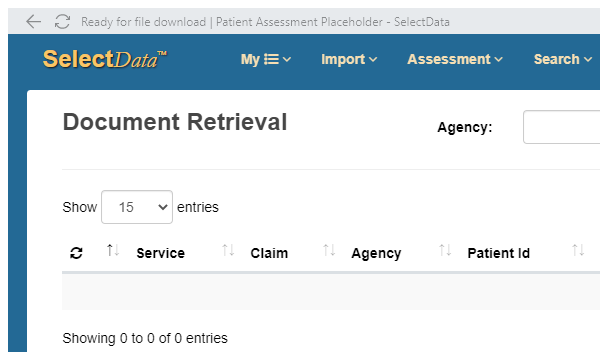 Ready for file download | Patient Assessment Placeholder - SelectData
SelectData™ My Import Assessment Search
Document Retrieval Agency:
Show 15 entries
Service Claim Agency Patient Id
Showing 0 to 0 of 0 entries